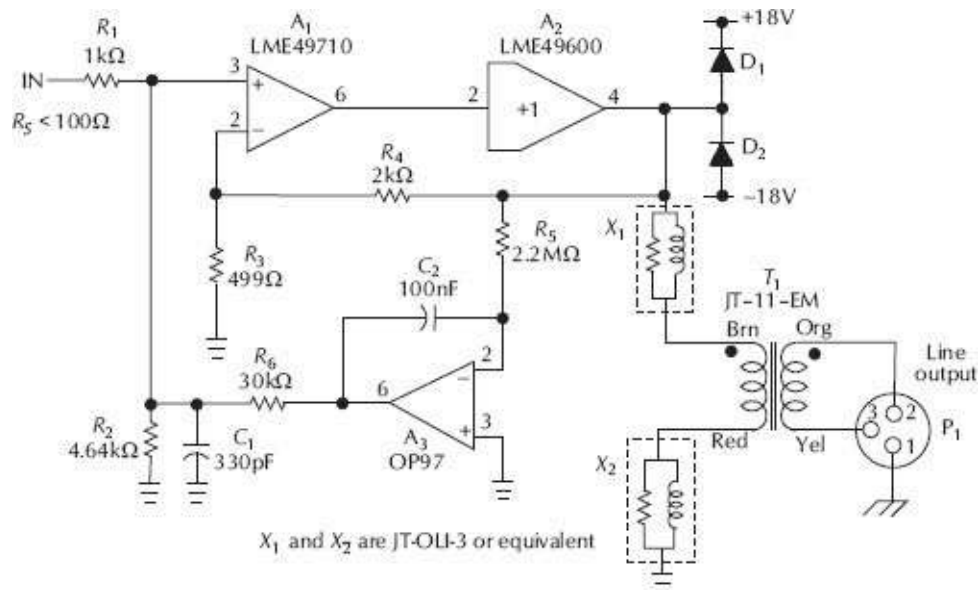 R1
1kΩ
IN
RS < 100Ω
A1
LME49710
3
+
2
−
6
A2
LME49600
2
+1
4
+18V
D1
D2
−18V
R4
2kΩ
R3
499Ω
R5
2.2MΩ
C2
100nF
X1
T1
JT-11-EM
Brn
Org
Red
Yel
Line
output
3
2
1
P1
R6
30kΩ
6
2
−
3
+
A3
OP97
R2
4.64kΩ
C1
330pF
X2
X1 and X2 are JT-OLI-3 or equivalent